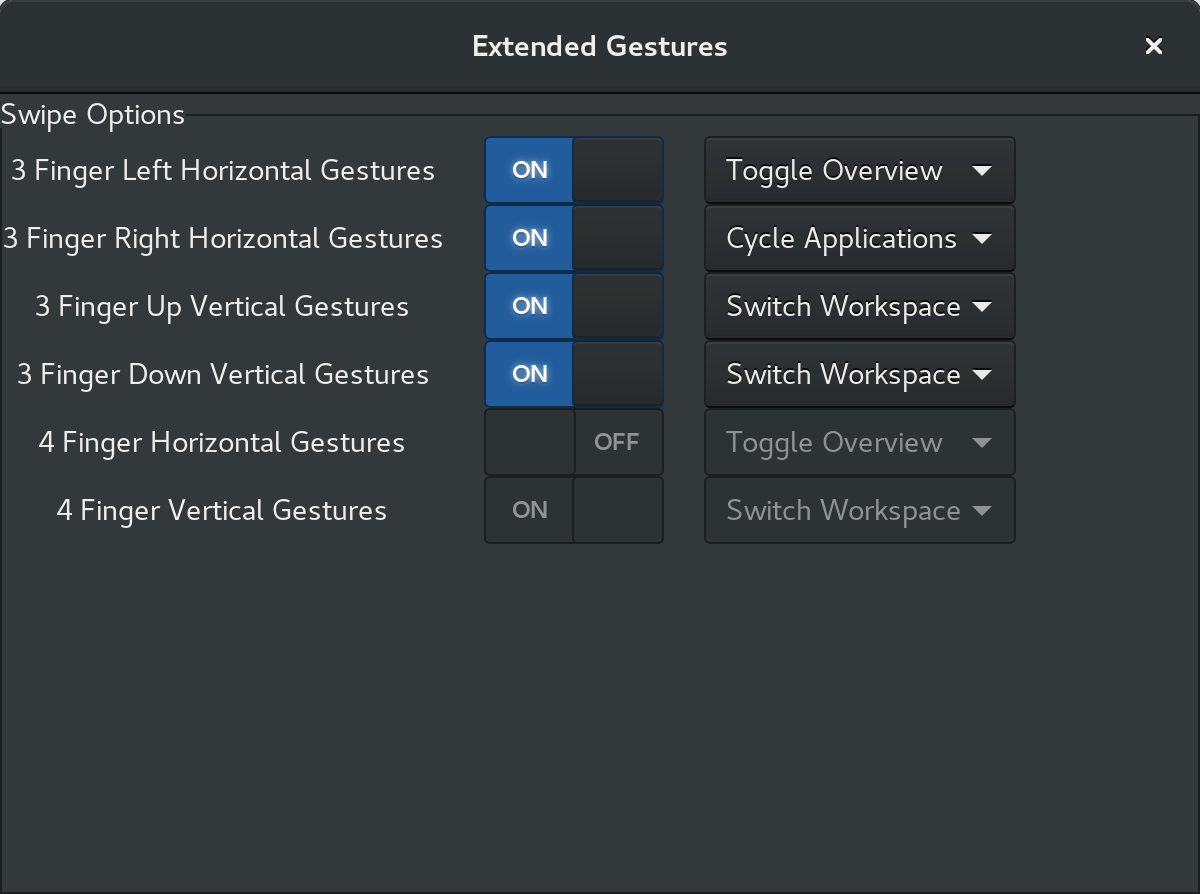 Extended Gestures
Swipe Options
3 Finger Left Horizontal Gestures ON Toggle Overview
3 Finger Right Horizontal Gestures ON Cycle Applications
3 Finger Up Vertical Gestures ON Switch Workspace
3 Finger Down Vertical Gestures ON Switch Workspace
4 Finger Horizontal Gestures OFF Toggle Overview
4 Finger Vertical Gestures ON Switch Workspace